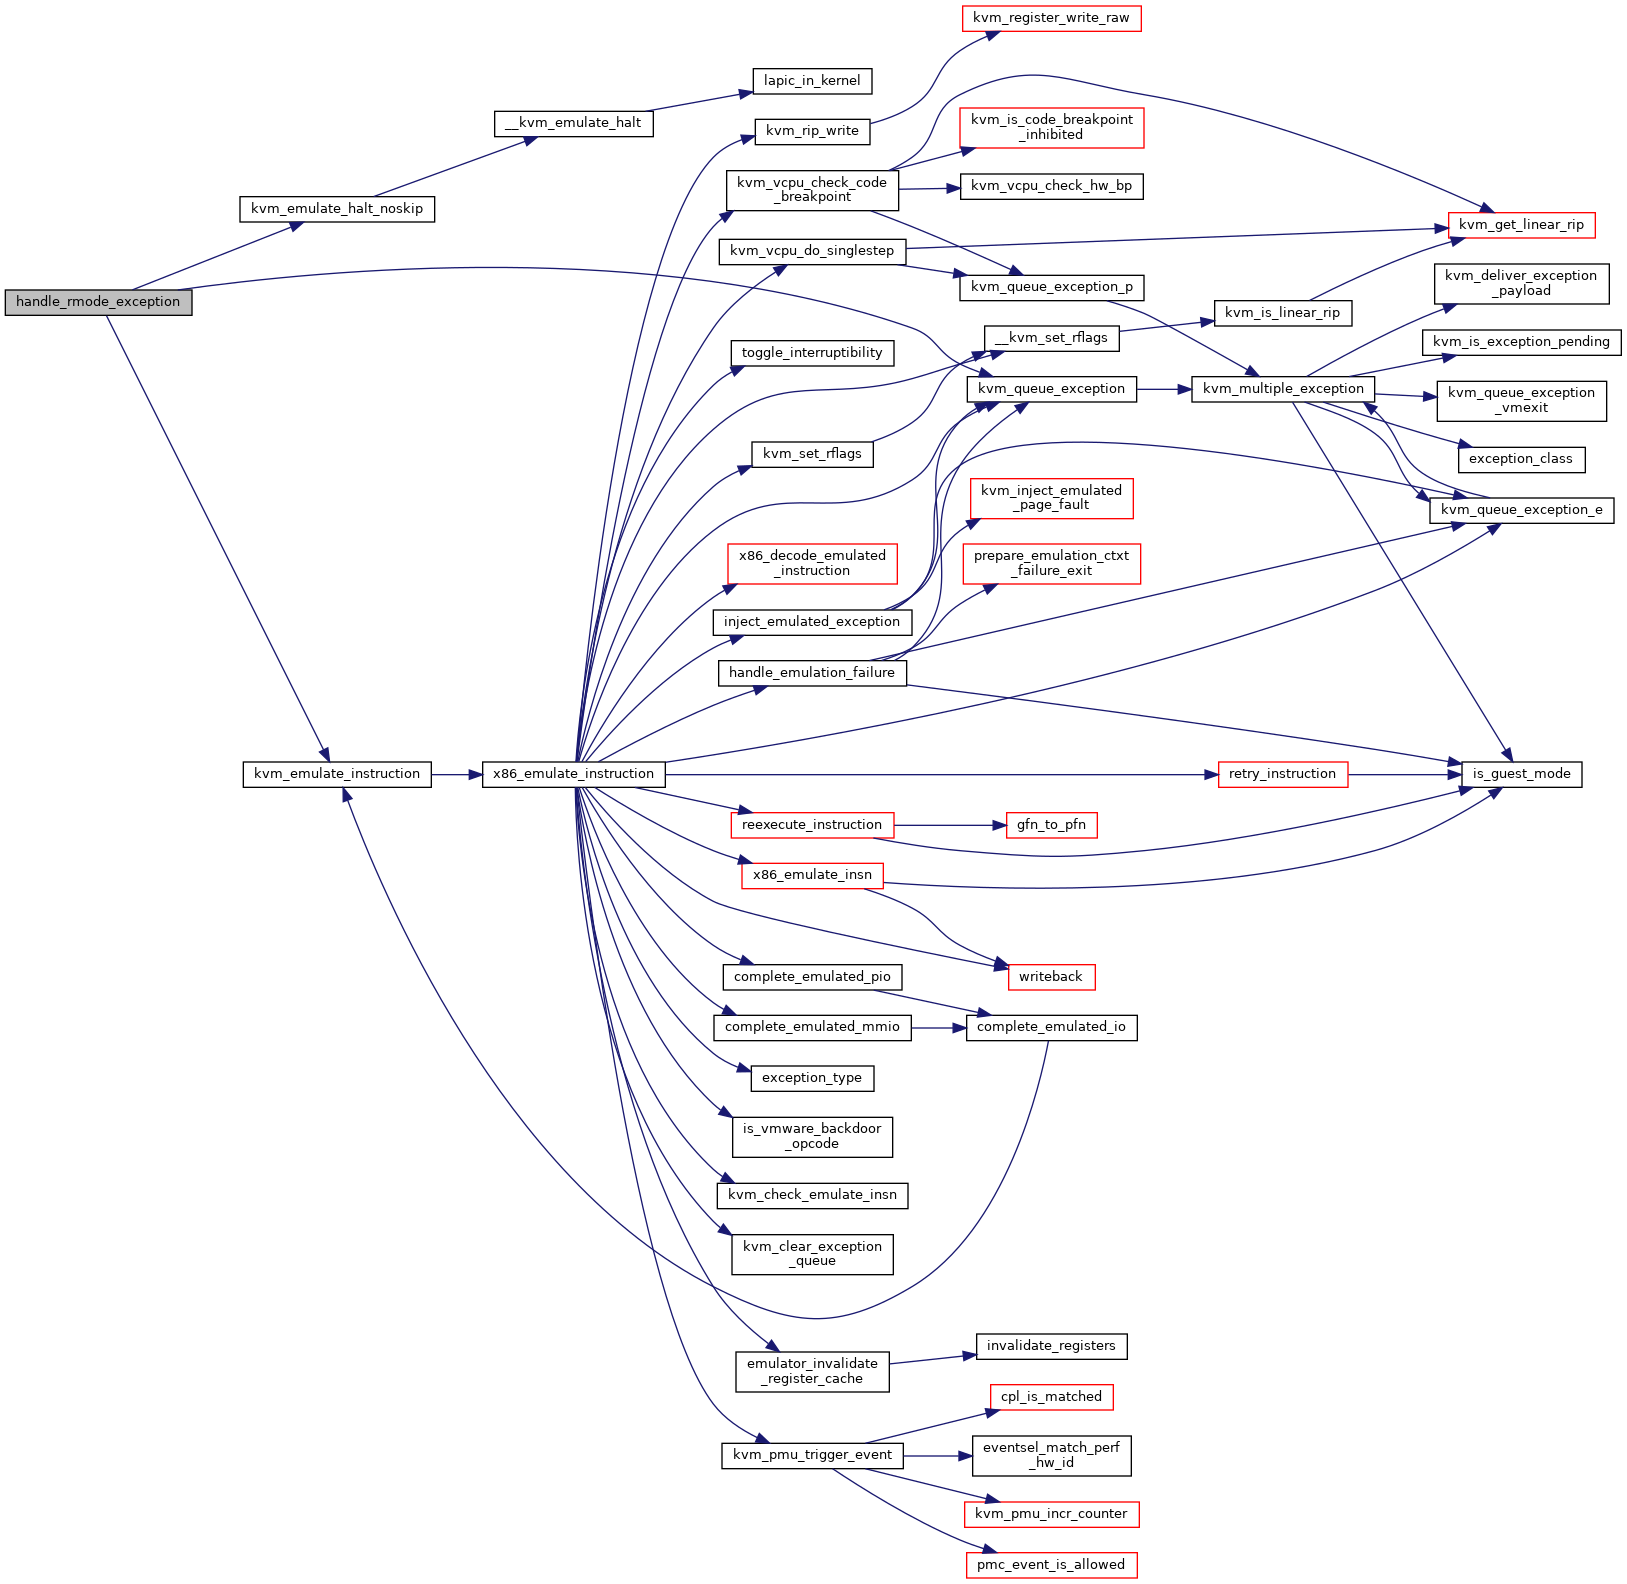 kvm_register_write_raw
lapic_in_kernel
__kvm_emulate_halt
kvm_rip_write
kvm_is_code_breakpoint
_inhibited
kvm_vcpu_check_code
_breakpoint
kvm_vcpu_check_hw_bp
kvm_emulate_halt_noskip
kvm_get_linear_rip
kvm_vcpu_do_singlestep
kvm_deliver_exception
_payload
kvm_queue_exception_p
handle_rmode_exception
kvm_is_linear_rip
__kvm_set_rflags
kvm_is_exception_pending
toggle_interruptibility
kvm_queue_exception
kvm_multiple_exception
kvm_queue_exception
_vmexit
kvm_set_rflags
exception_class
kvm_inject_emulated
_page_fault
kvm_queue_exception_e
x86_decode_emulated
_instruction
prepare_emulation_ctxt
_failure_exit
inject_emulated_exception
handle_emulation_failure
kvm_emulate_instruction
x86_emulate_instruction
retry_instruction
is_guest_mode
reexecute_instruction
gfn_to_pfn
x86_emulate_insn
complete_emulated_pio
writeback
complete_emulated_mmio
complete_emulated_io
exception_type
is_vmware_backdoor
_opcode
kvm_check_emulate_insn
kvm_clear_exception
_queue
invalidate_registers
emulator_invalidate
_register_cache
cpl_is_matched
kvm_pmu_trigger_event
eventsel_match_perf
_hw_id
kvm_pmu_incr_counter
pmc_event_is_allowed